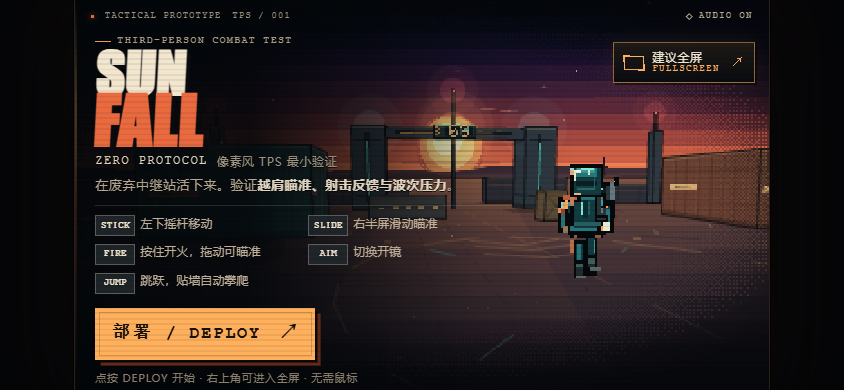 TACTICAL PROTOTYPE TPS / 001
◇ AUDIO ON
THIRD-PERSON COMBAT TEST
建议全屏
FULLSCREEN ↗
SUN
FALL
ZERO PROTOCOL 像素风 TPS 最小验证
在废弃中继站活下来。验证越肩瞄准、射击反馈与波次压力。
STICK 左下摇杆移动
SLIDE 右半屏滑动瞄准
FIRE 按住开火，拖动可瞄准
AIM 切换开镜
JUMP 跳跃，贴墙自动攀爬
部署 / DEPLOY ↗
点按 DEPLOY 开始 · 右上角可进入全屏 · 无需鼠标